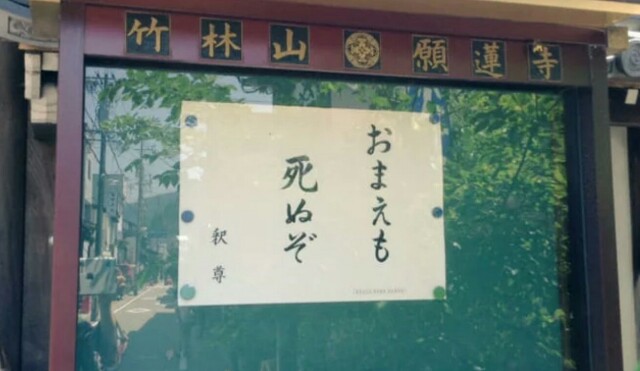 竹林山願蓮寺
おまえも
死ぬぞ
釈尊